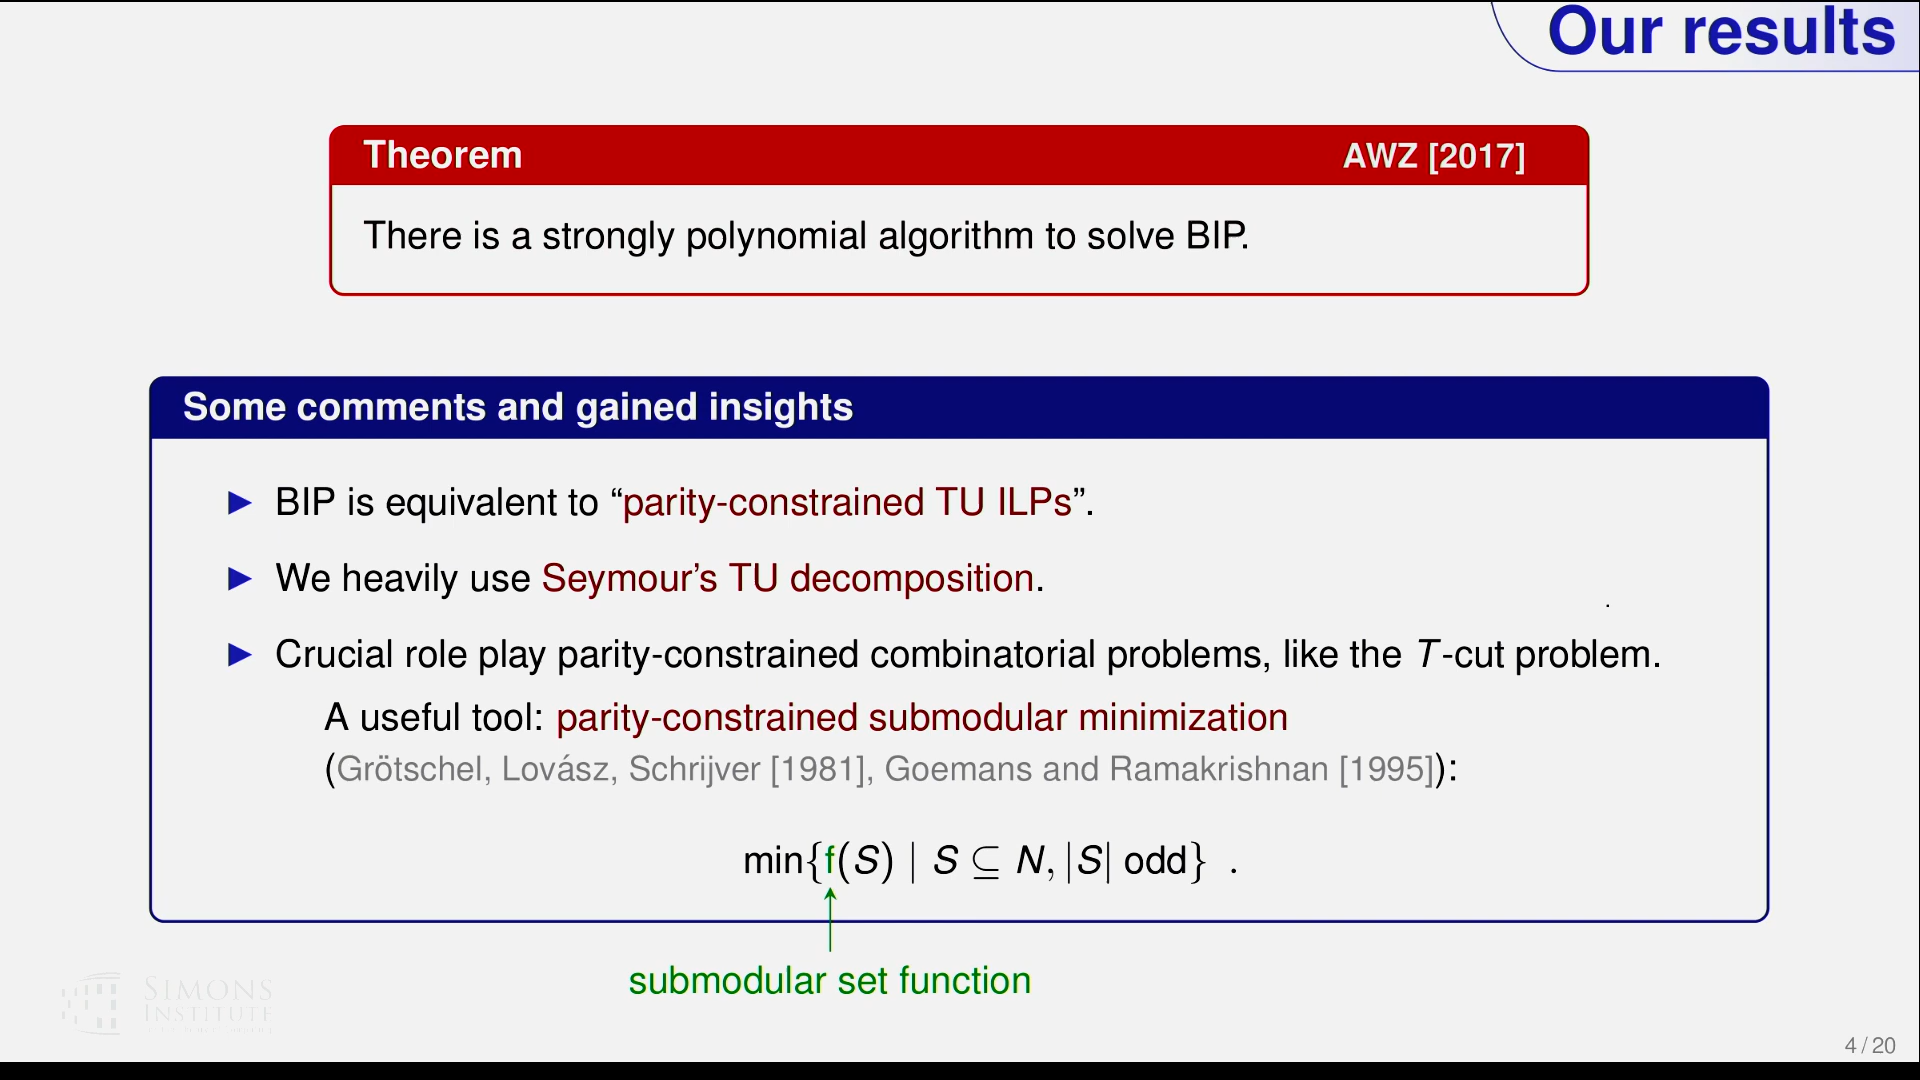 Our results
Theorem AWZ [2017]
There is a strongly polynomial algorithm to solve BIP.
Some comments and gained insights
▶ BIP is equivalent to “parity-constrained TU ILPs”.
▶ We heavily use Seymour's TU decomposition.
▶ Crucial role play parity-constrained combinatorial problems, like the T-cut problem.
A useful tool: parity-constrained submodular minimization
(Grötschel, Lovász, Schrijver [1981], Goemans and Ramakrishnan [1995]):
min{f(S) | S ⊆ N, |S| odd} .
submodular set function
SIMONS
INSTITUTE
4 / 20